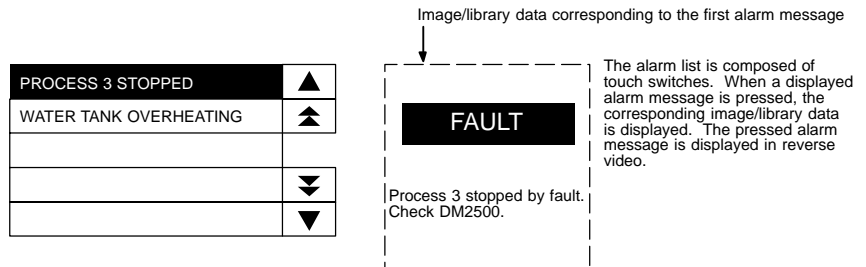 Image/library data corresponding to the first alarm message
PROCESS 3 STOPPED
WATER TANK OVERHEATING
FAULT
Process 3 stopped by fault.
Check DM2500.
The alarm list is composed of
touch switches. When a displayed
alarm message is pressed, the
corresponding image/library data
is displayed. The pressed alarm
message is displayed in reverse
video.